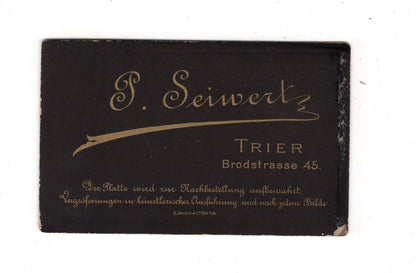 P. Seiwert
TRIER
Brodstrasse 45.
Die Platte wird zur Nachbestellung aufbewahrt.
Vergrösserungen in künstlerischer Ausführung und nach jedem Bilde